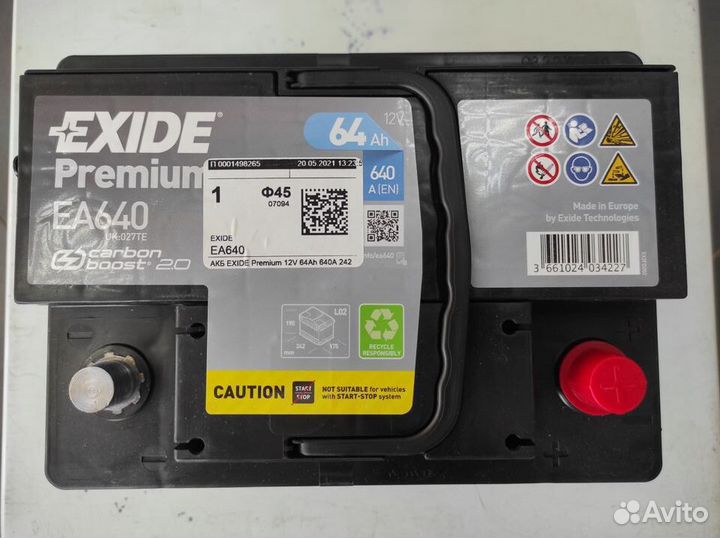 EXIDE
Premium
EA640
UK:027TE
carbon
boost® 2.0
12V
64 Ah
640
A (EN)
П 0001498265
20 05 2021 13:23
1
Ф45
07094
EXIDE
EA640
АКБ EXIDE Premium 12V 64Ah 640A 242
L02
190
242
175
mm
RECYCLE
RESPONSIBLY
CAUTION
START
STOP
NOT SUITABLE for vehicles
with START-STOP system
Made in Europe
by Exide Technologies
3 661024 034227
+
+
-
Avito